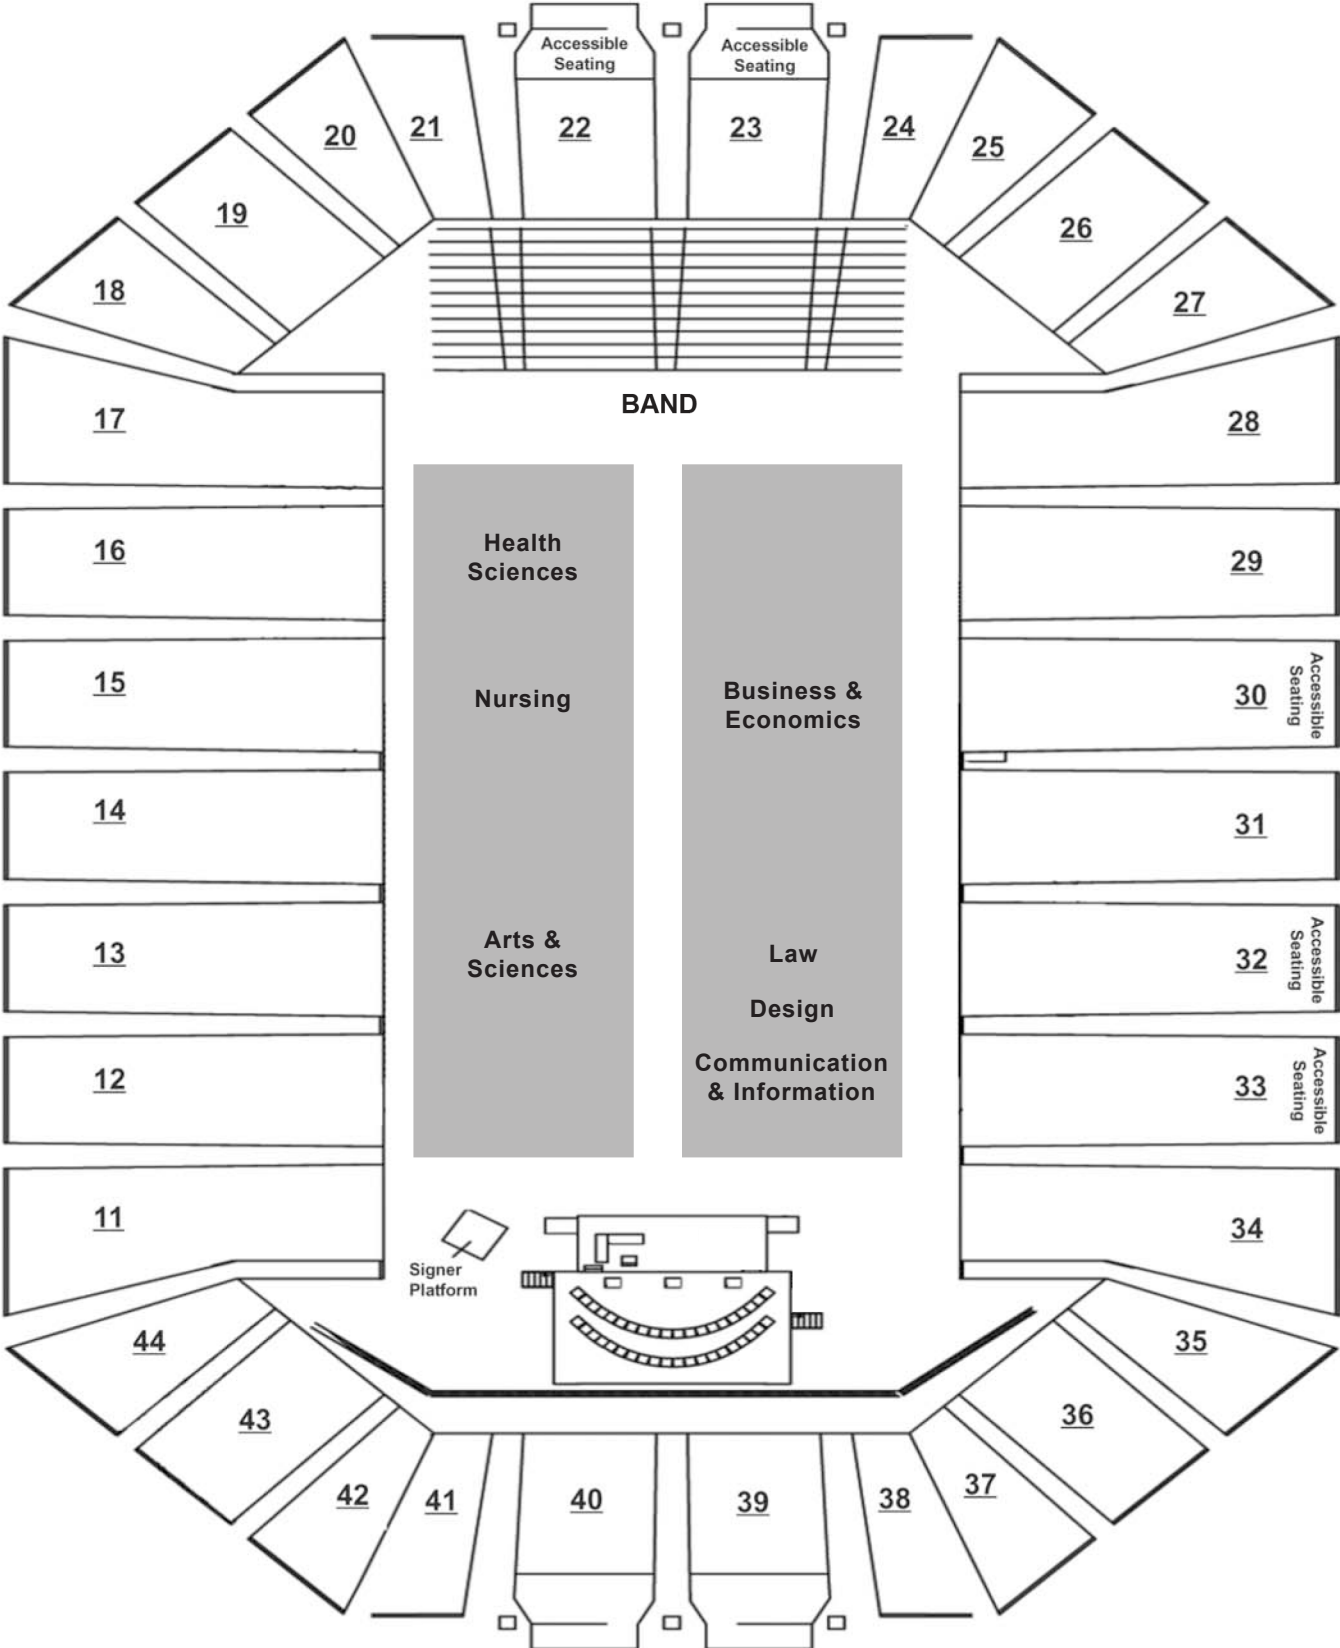 Accessible
Seating
Accessible
Seating
20
21
22
23
24
25
19
26
18
27
BAND
17
28
Health
Sciences
16
29
15
Nursing
Business &
Economics
30
Accessible
Seating
14
31
13
Arts &
Sciences
Law
32
Accessible
Seating
Design
12
Communication
& Information
33
Accessible
Seating
11
34
Signer
Platform
44
35
43
36
42
41
40
39
38
37